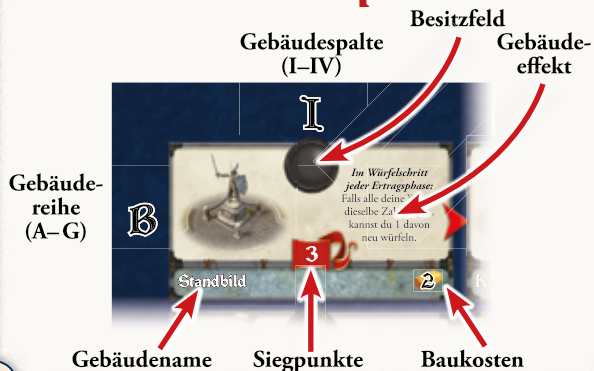 Besitzfeld
Gebäudespalte
(I–IV)
Gebäude-
effekt
I
Gebäude-
reihe
(A–G)
B
Im Würfelschritt
jeder Ertragsphase:
Falls alle deine
dieselbe
kannst du 1 davon
neu würfeln.
3
Standbild
2
K
Gebäudename
Siegpunkte
Baukosten